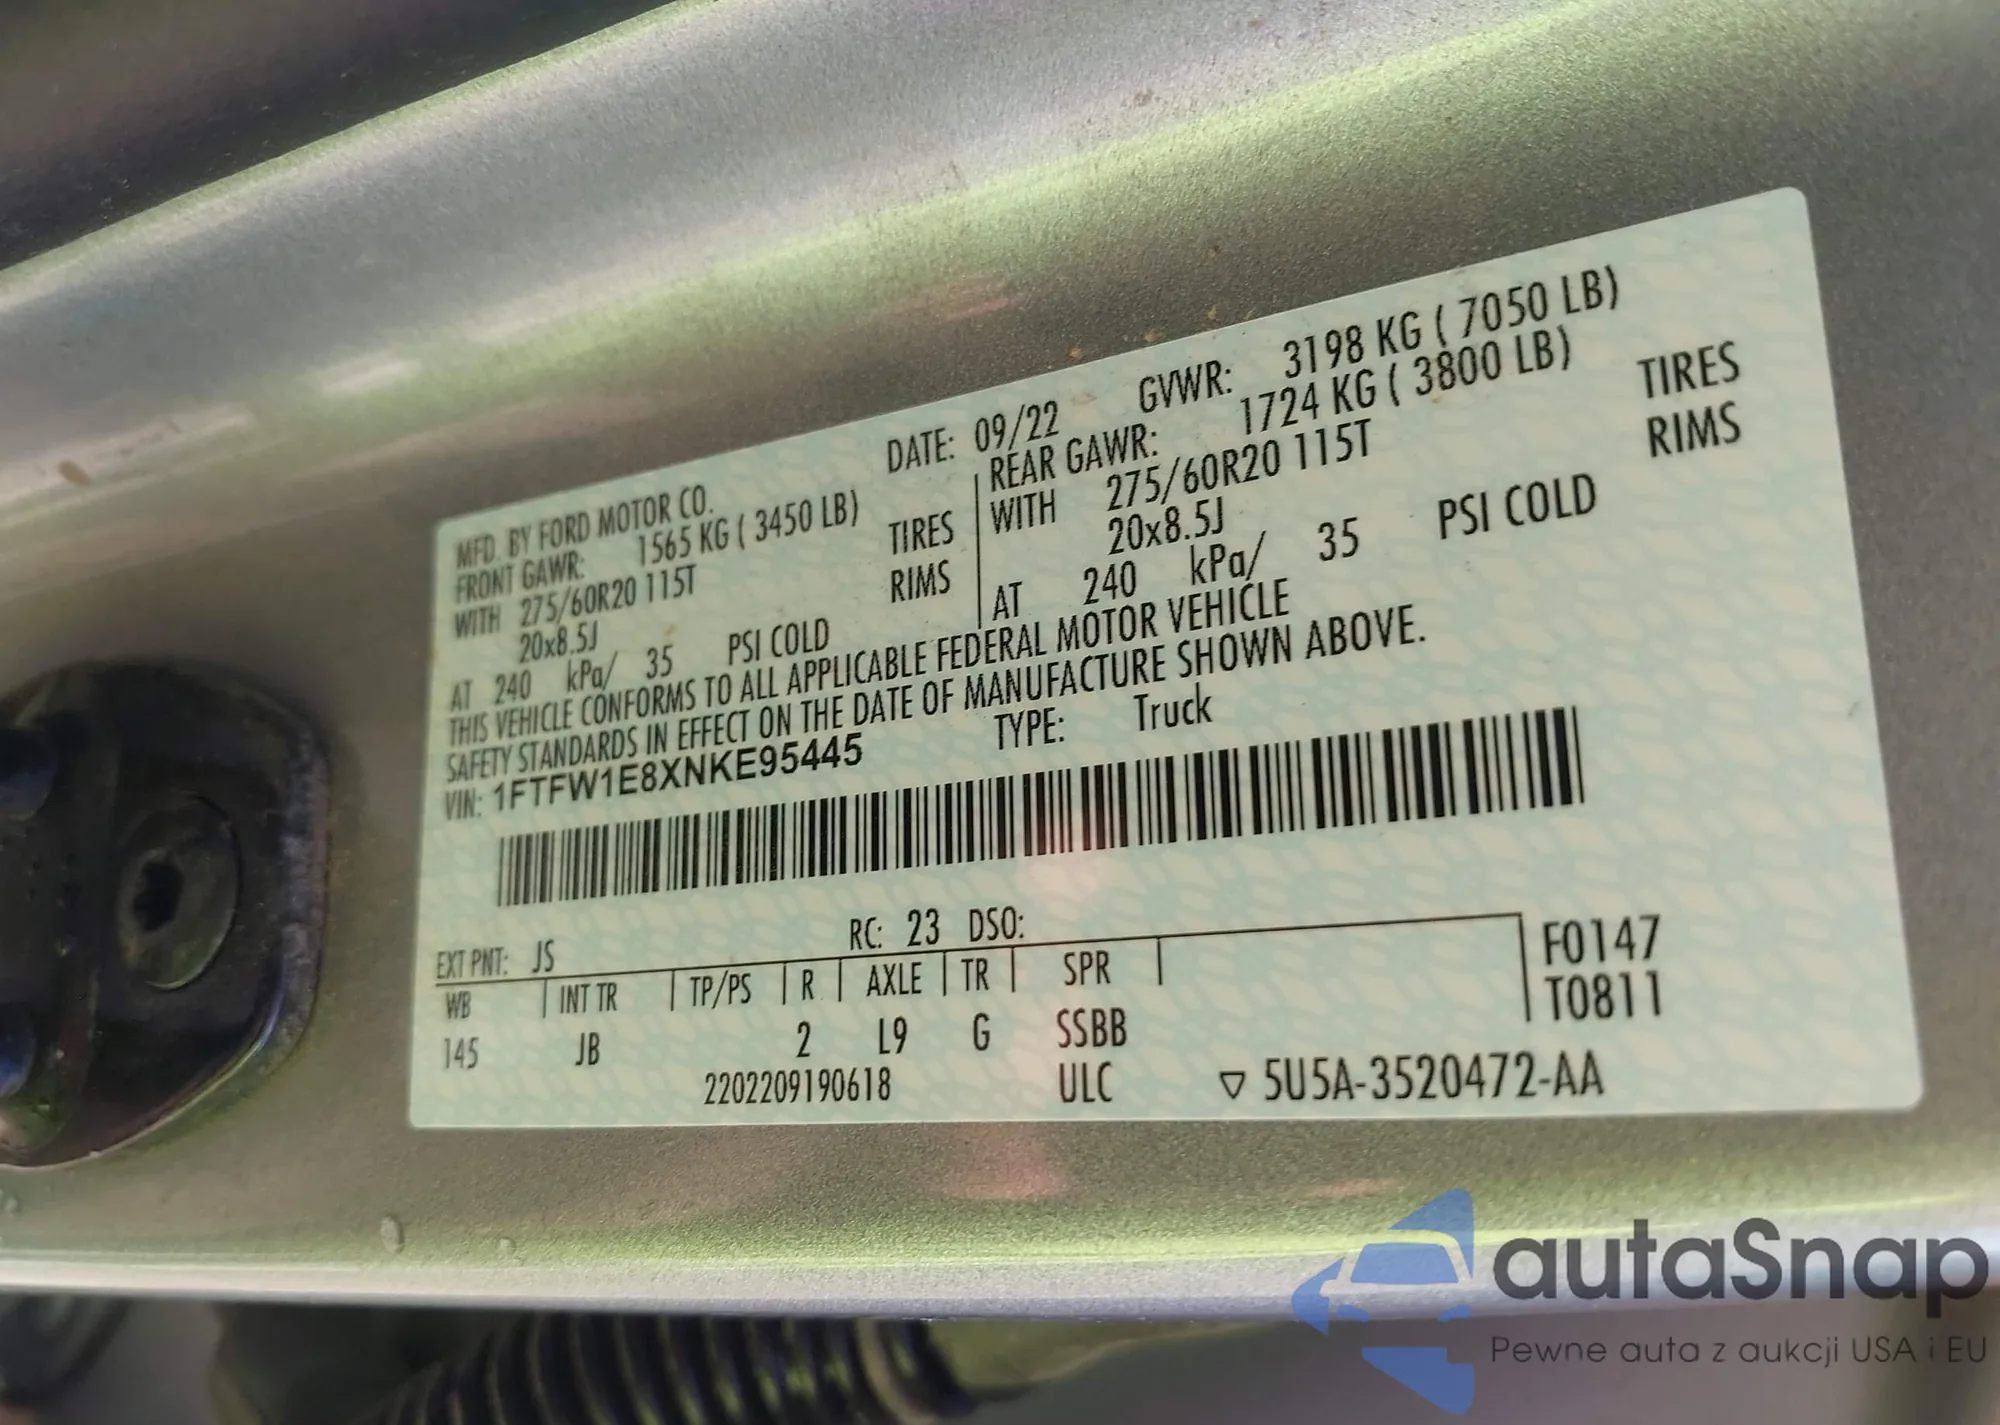 DATE: 09/22 GVWR: 3198 KG ( 7050 LB)
MFD. BY FORD MOTOR CO.
FRONT GAWR: 1565 KG ( 3450 LB)
WITH 275/60R20 115T TIRES
20x8.5J RIMS
AT 240 kPa/ 35 PSI COLD
REAR GAWR: 1724 KG ( 3800 LB)
WITH 275/60R20 115T TIRES
20x8.5J RIMS
AT 240 kPa/ 35 PSI COLD
THIS VEHICLE CONFORMS TO ALL APPLICABLE FEDERAL MOTOR VEHICLE
SAFETY STANDARDS IN EFFECT ON THE DATE OF MANUFACTURE SHOWN ABOVE.
VIN: 1FTFW1E8XNKE95445 TYPE: Truck
EXT PNT: JS RC: 23 DSO:
WB INT TR TP/PS R AXLE TR SPR
145 JB 2 L9 G SSBB
F0147
T0811
2202209190618 ULC ▽ 5U5A-3520472-AA
autaSnap
Pewne auta z aukcji USA i EU